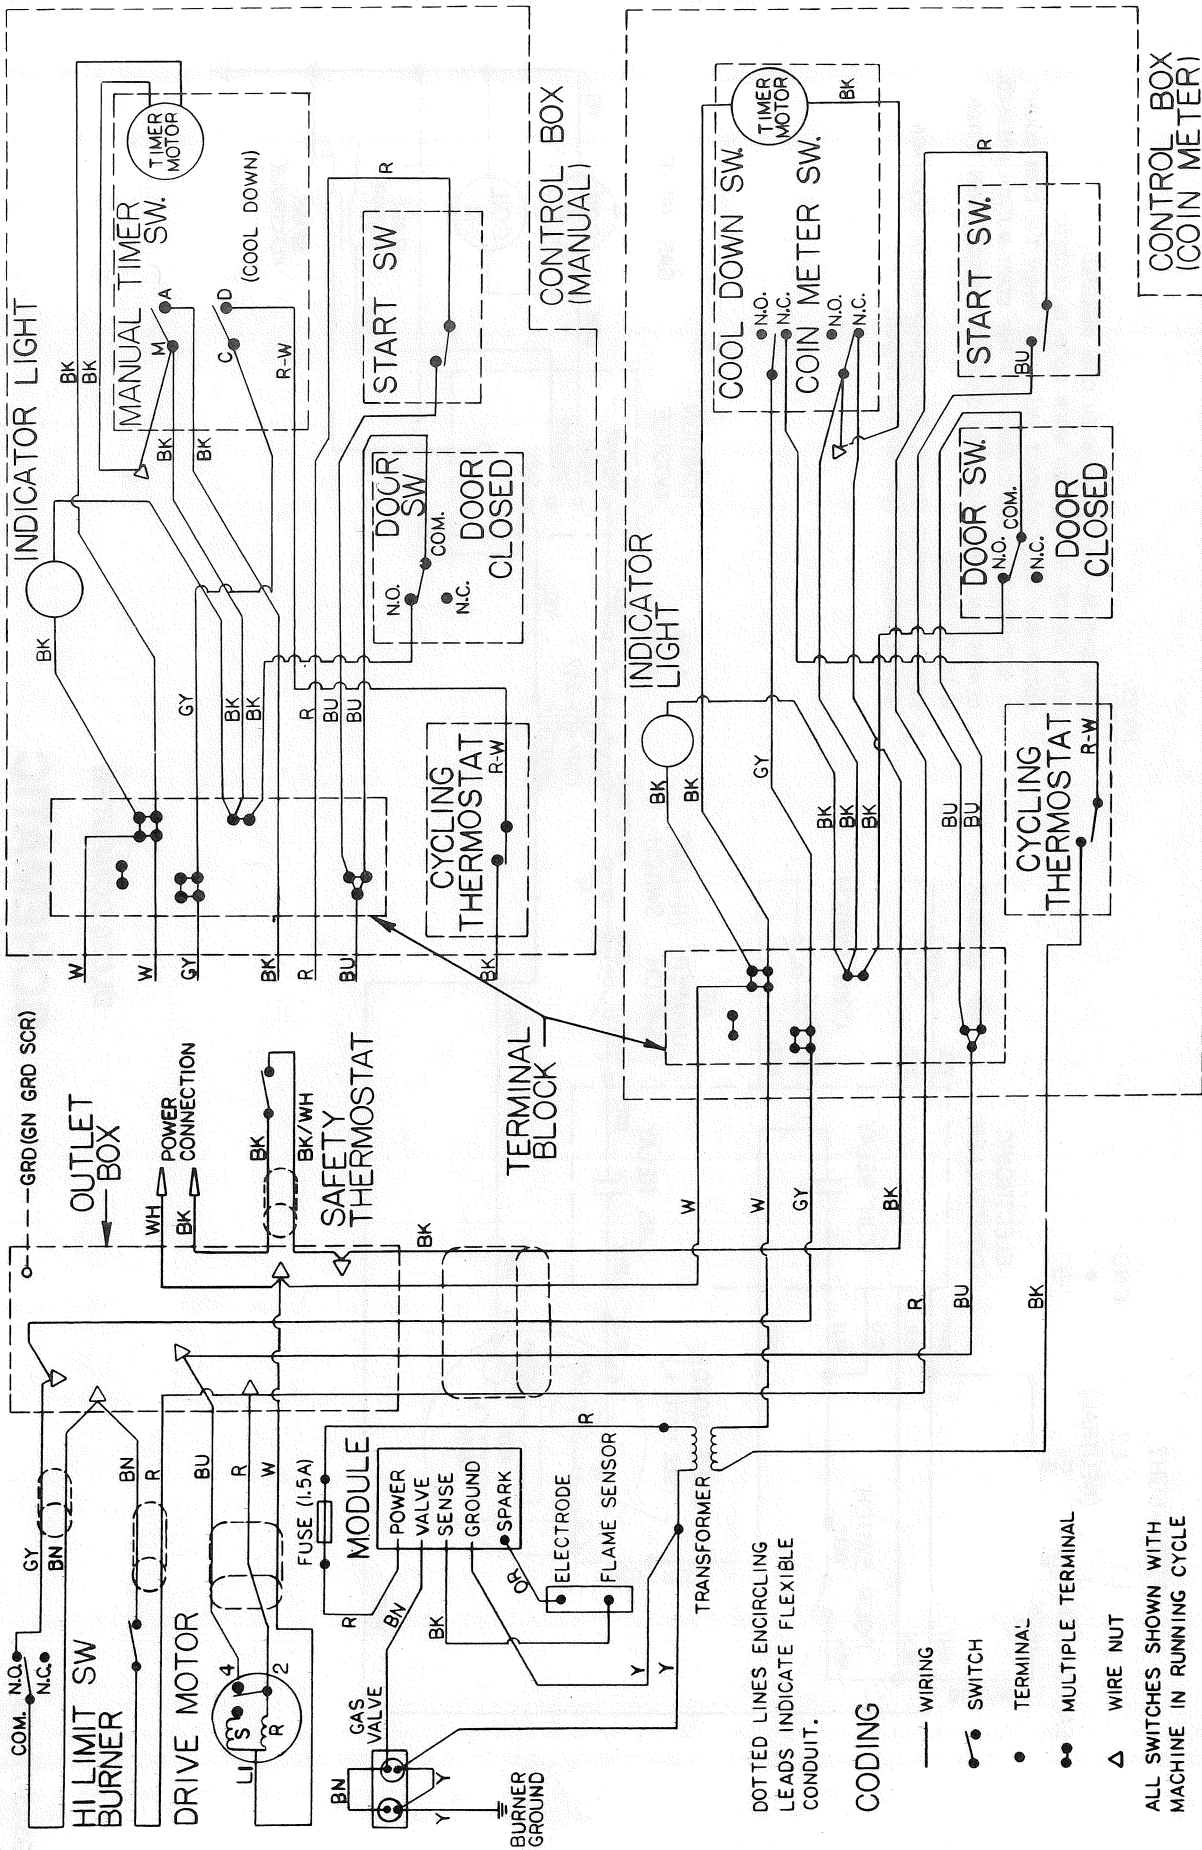 INDICATOR LIGHT
MANUAL TIMER
SW.
TIMER
MOTOR
(COOL DOWN)
BK
BK
BK
BK
M
A
C
D
R-W
R
START SW
CONTROL BOX
(MANUAL)
DOOR
SW
N.O.
COM.
N.C.
DOOR
CLOSED
BK
GY
BK
BK
R
BU
BU
CYCLING
THERMOSTAT
R-W
W
W
GY
BK
R
BU
BK
TERMINAL
BLOCK
INDICATOR
LIGHT
COOL DOWN SW.
COIN METER SW.
TIMER
MOTOR
BK
N.O.
N.C.
N.O.
N.C.
R
START SW.
BU
CONTROL BOX
(COIN METER)
DOOR SW.
N.O.
COM.
N.C.
DOOR
CLOSED
BK
BK
GY
BK
BK
BK
BU
BU
CYCLING
THERMOSTAT
R-W
GRD (GN GRD SCR)
OUTLET
BOX
POWER
CONNECTION
WH
BK
BK
BK/WH
SAFETY
THERMOSTAT
BK
W
W
GY
BK
R
BU
BK
GY
BN
BN
R
BU
R
W
COM.
N.O.
N.C.
HI LIMIT SW
BURNER
DRIVE MOTOR
4
2
S
R
L1
FUSE (1.5A)
R
R
MODULE
POWER
VALVE
SENSE
GROUND
SPARK
BN
BK
OR
ELECTRODE
FLAME SENSOR
TRANSFORMER
Y
Y
GAS
VALVE
BN
Y
Y
BURNER
GROUND
DOTTED LINES ENCIRCLING
LEADS INDICATE FLEXIBLE
CONDUIT.
CODING
WIRING
SWITCH
TERMINAL
MULTIPLE TERMINAL
WIRE NUT
ALL SWITCHES SHOWN WITH
MACHINE IN RUNNING CYCLE